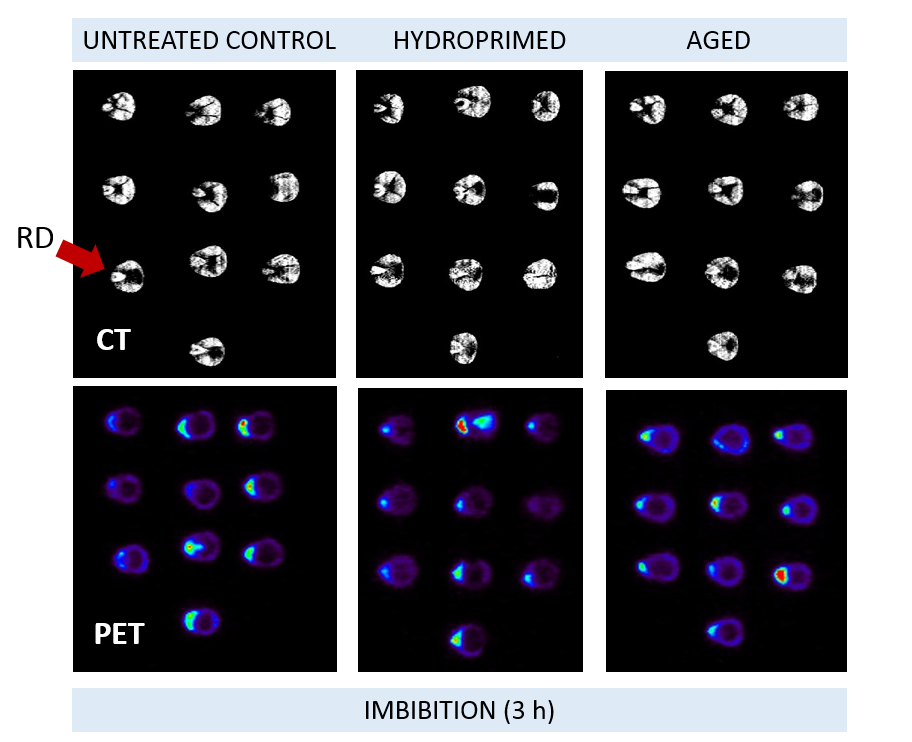 UNTREATED CONTROL HYDROPRIMED AGED
RD
CT
PET
IMBIBITION (3 h)